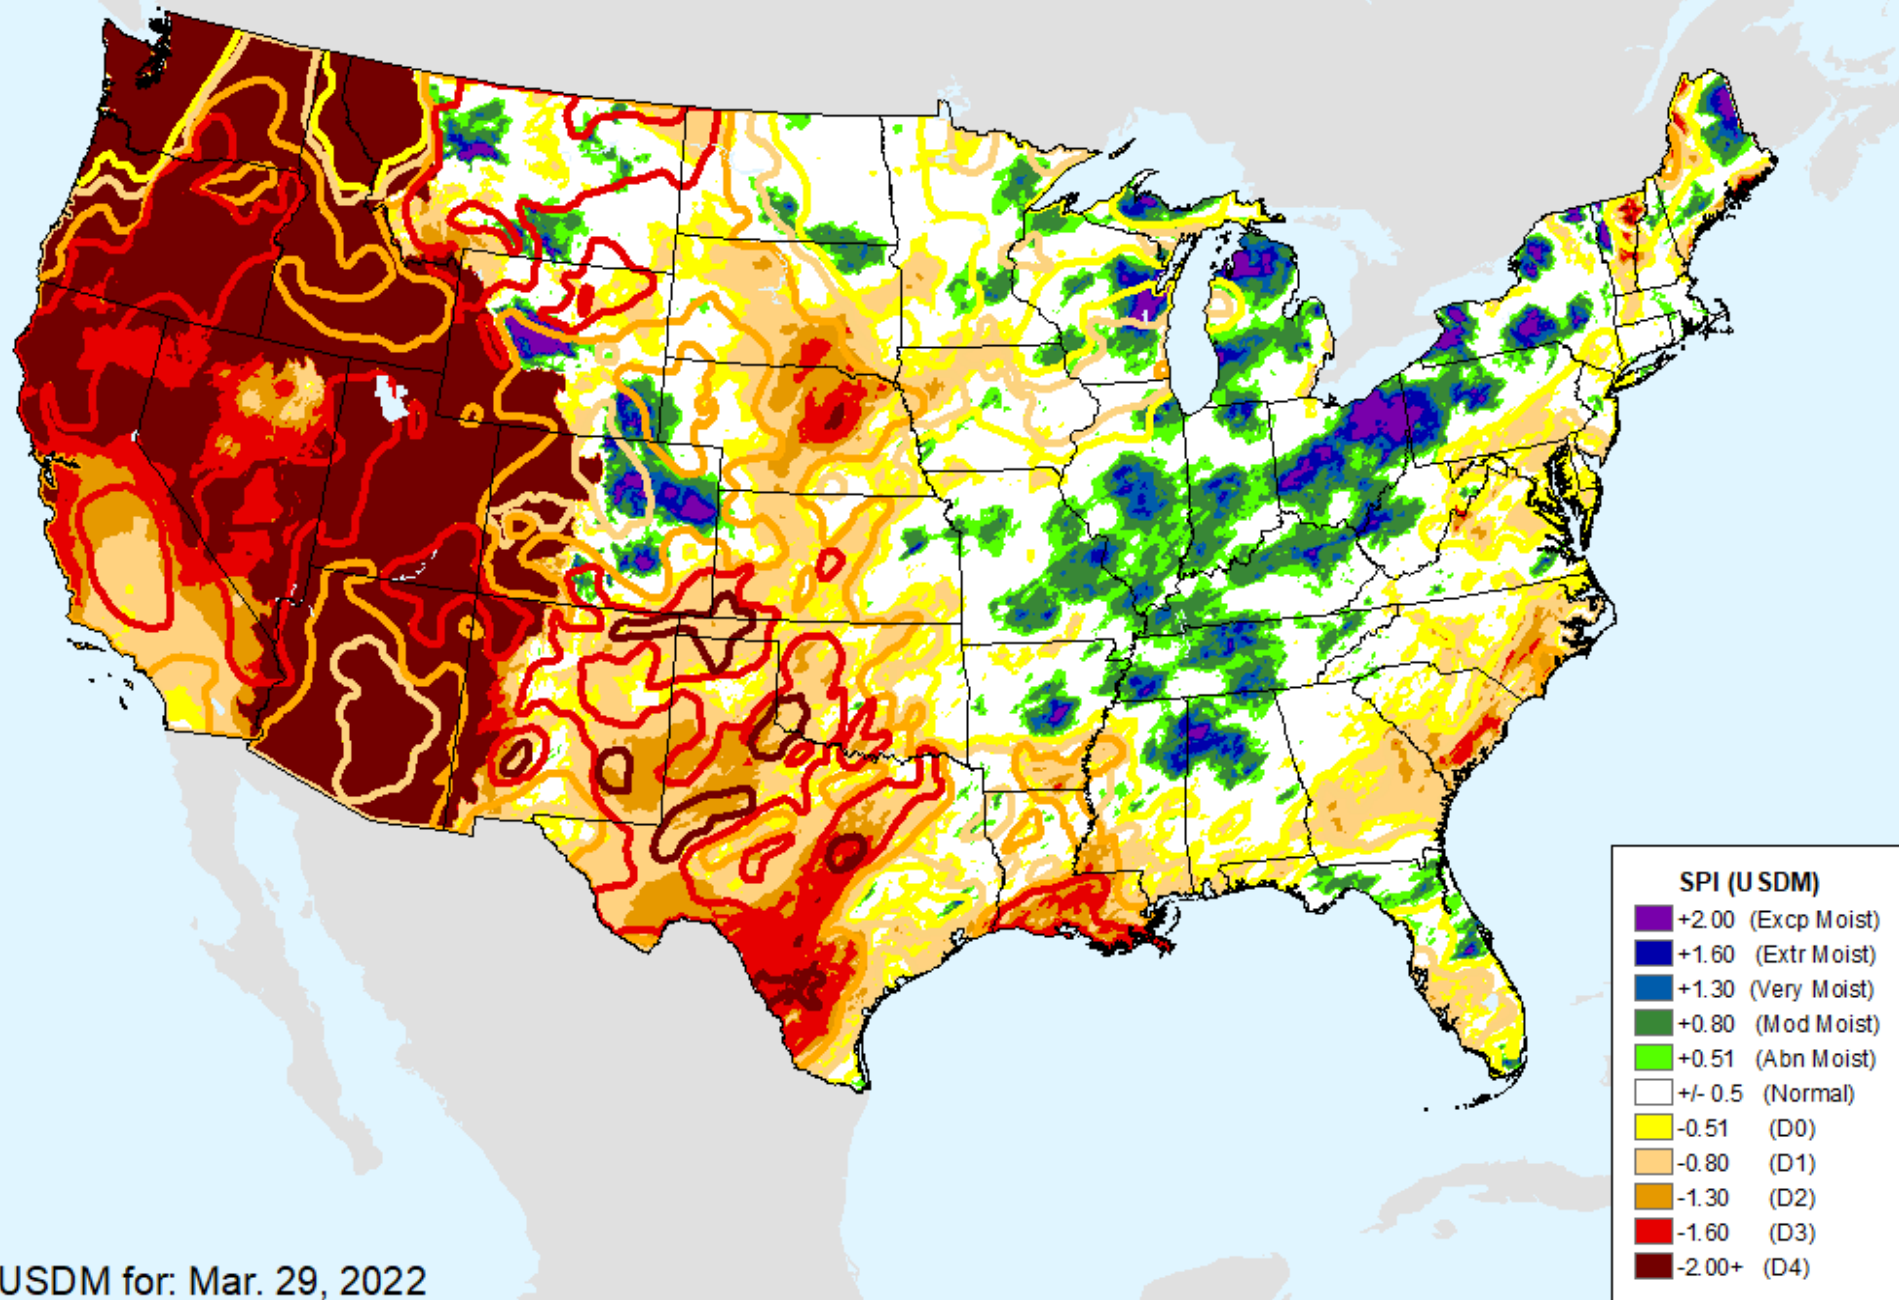 SPI (USDM)
+2.00 (Excp Moist)
+1.60 (Extr Moist)
+1.30 (Very Moist)
+0.80 (Mod Moist)
+0.51 (Abn Moist)
+/- 0.5 (Normal)
-0.51 (D0)
-0.80 (D1)
-1.30 (D2)
-1.60 (D3)
-2.00+ (D4)
USDM for: Mar. 29, 2022